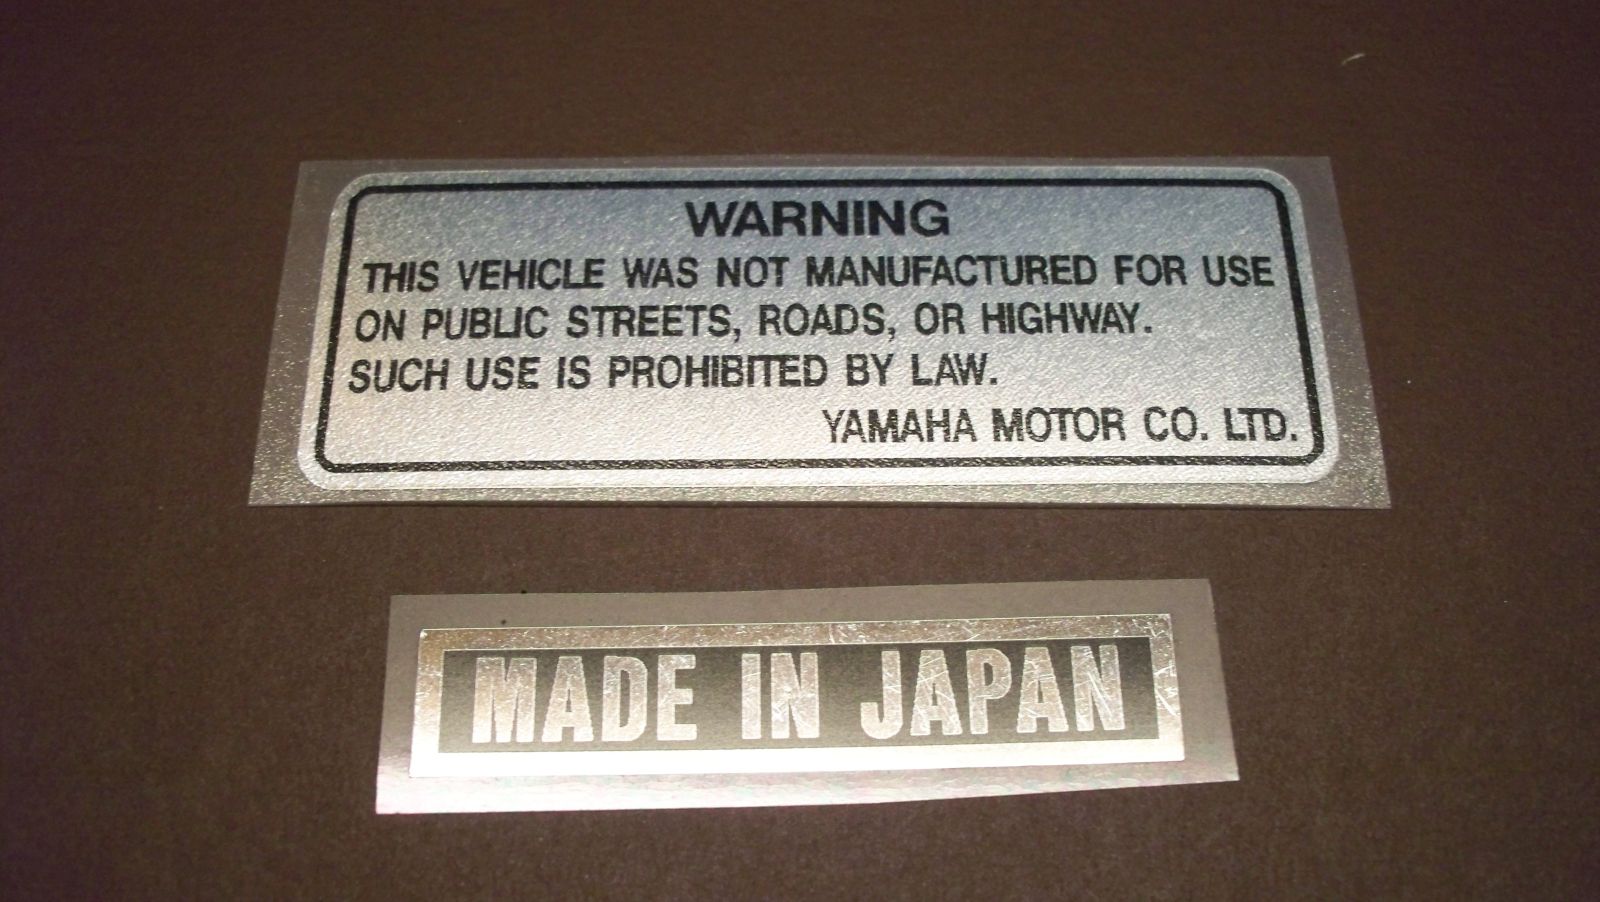 WARNING
THIS VEHICLE WAS NOT MANUFACTURED FOR USE
ON PUBLIC STREETS, ROADS, OR HIGHWAY.
SUCH USE IS PROHIBITED BY LAW.
YAMAHA MOTOR CO. LTD.
MADE IN JAPAN